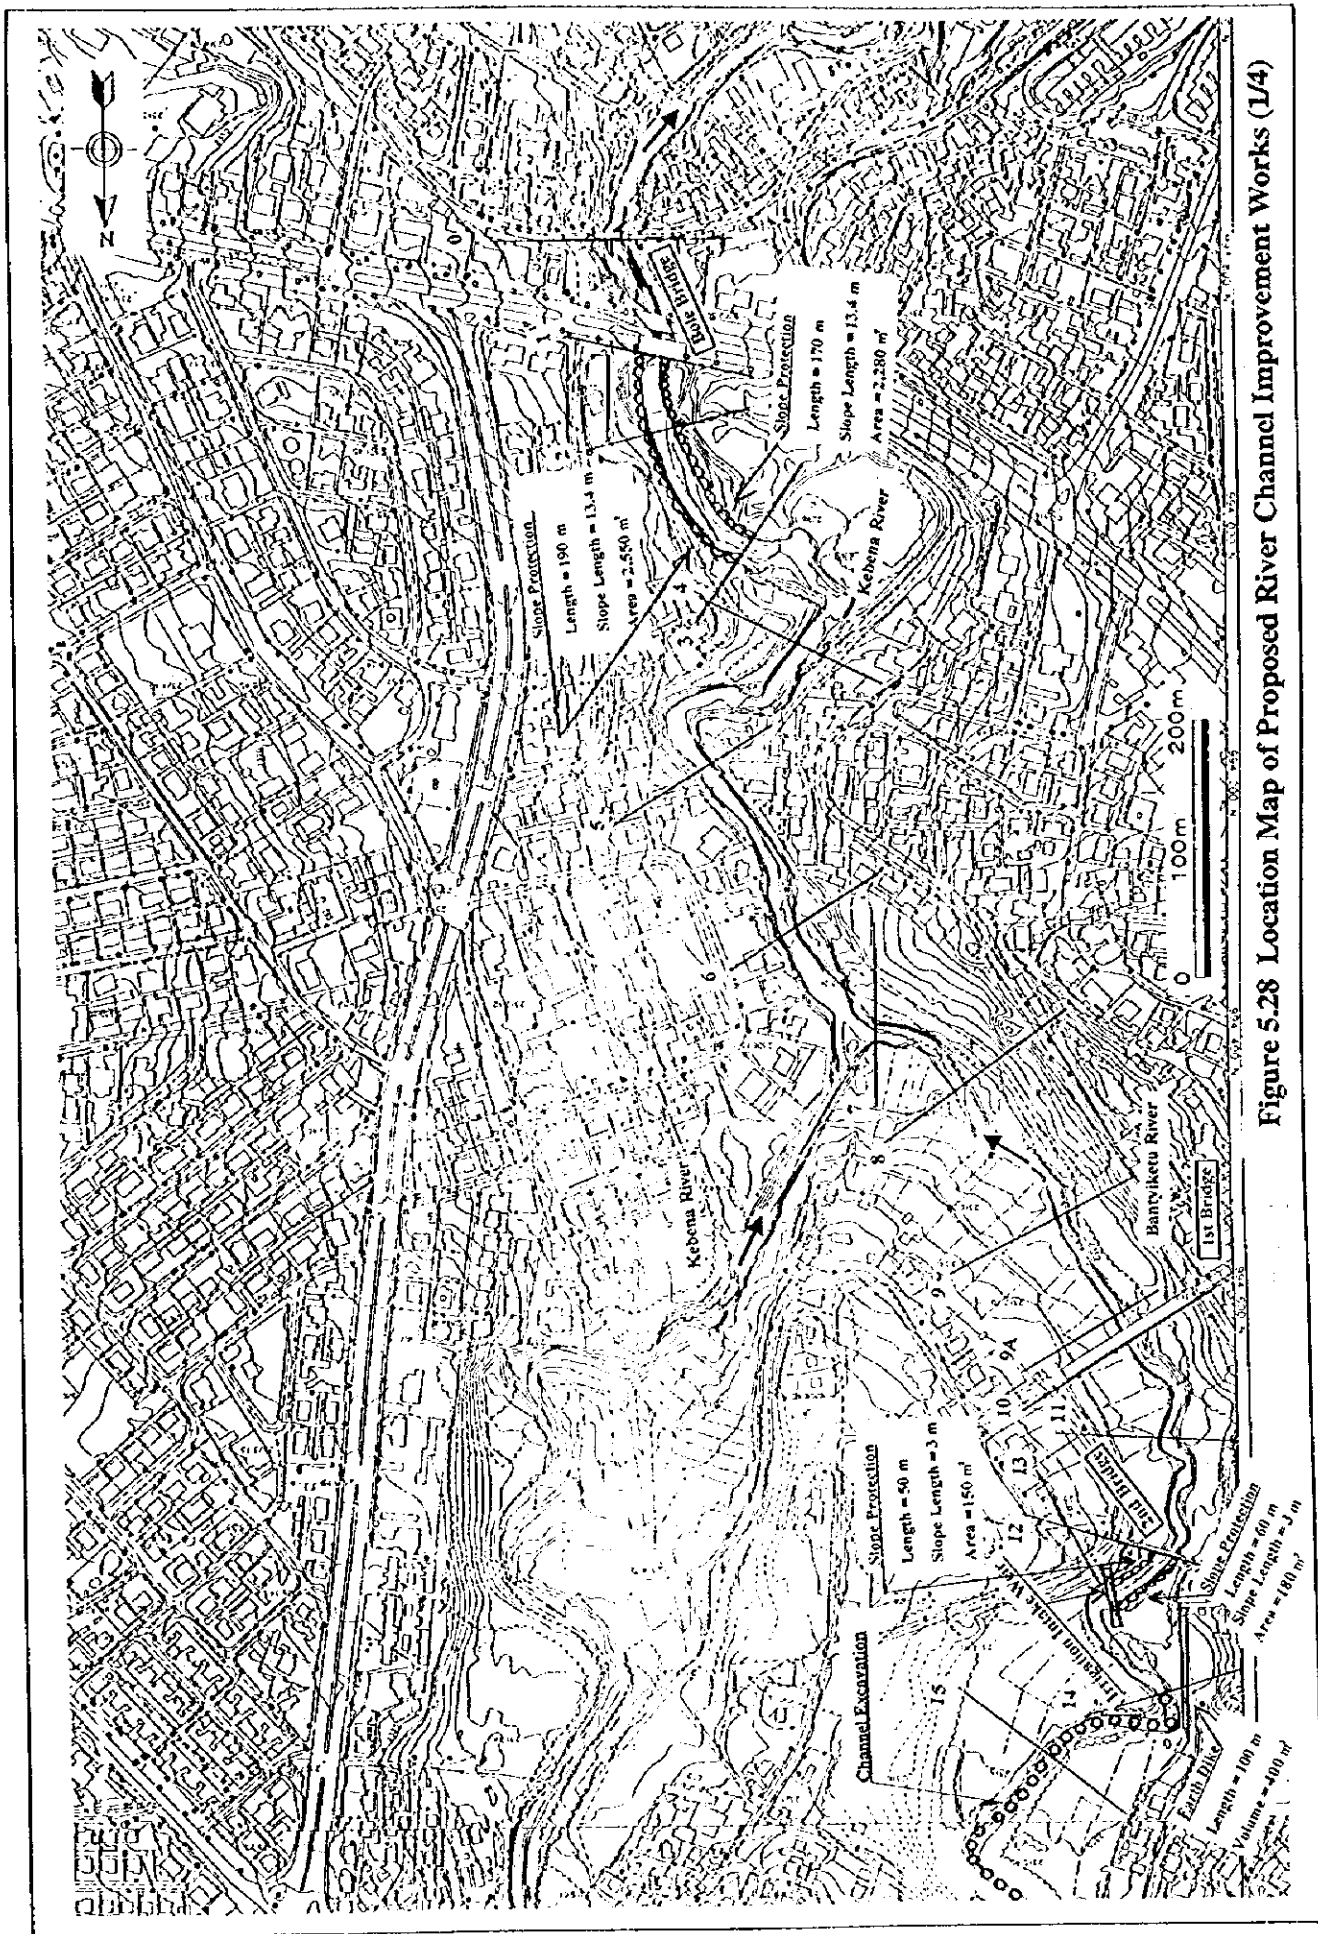 N
0
1
Bole Bridge
Slope Protection
Length = 190 m
Slope Length = 13.4 m
Area = 2,550 m²
Slope Protection
Length = 170 m
Slope Length = 13.4 m
Area = 2,280 m²
3
4
Kebena River
5
6
Kebena River
8
9
9A
10
11
Bantyiketu River
1st Bridge
2nd Bridge
Slope Protection
Length = 50 m
Slope Length = 3 m
Area = 150 m²
12
13
Irrigation Intake Weir
Slope Protection
Length = 60 m
Slope Length = 3 m
Area = 180 m²
Channel Excavation
15
14
Earth Dike
Length = 100 m
Volume = 400 m³
0 100m 200m
Figure 5.28 Location Map of Proposed River Channel Improvement Works (1/4)